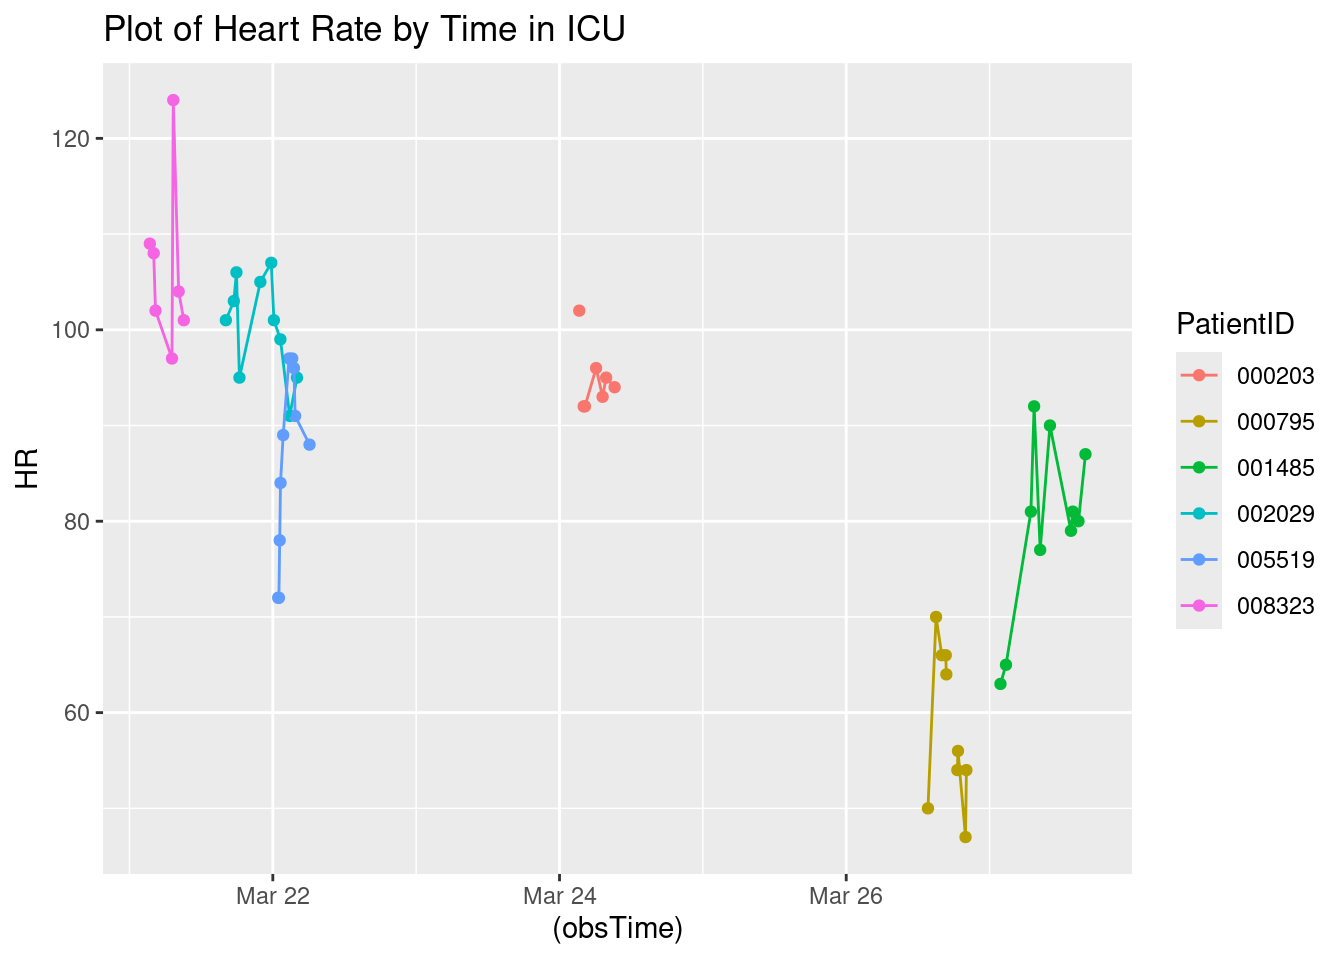 Plot of Heart Rate by Time in ICU
120
100
80
60
HR
Mar 22
Mar 24
Mar 26
(obsTime)
PatientID
000203
000795
001485
002029
005519
008323